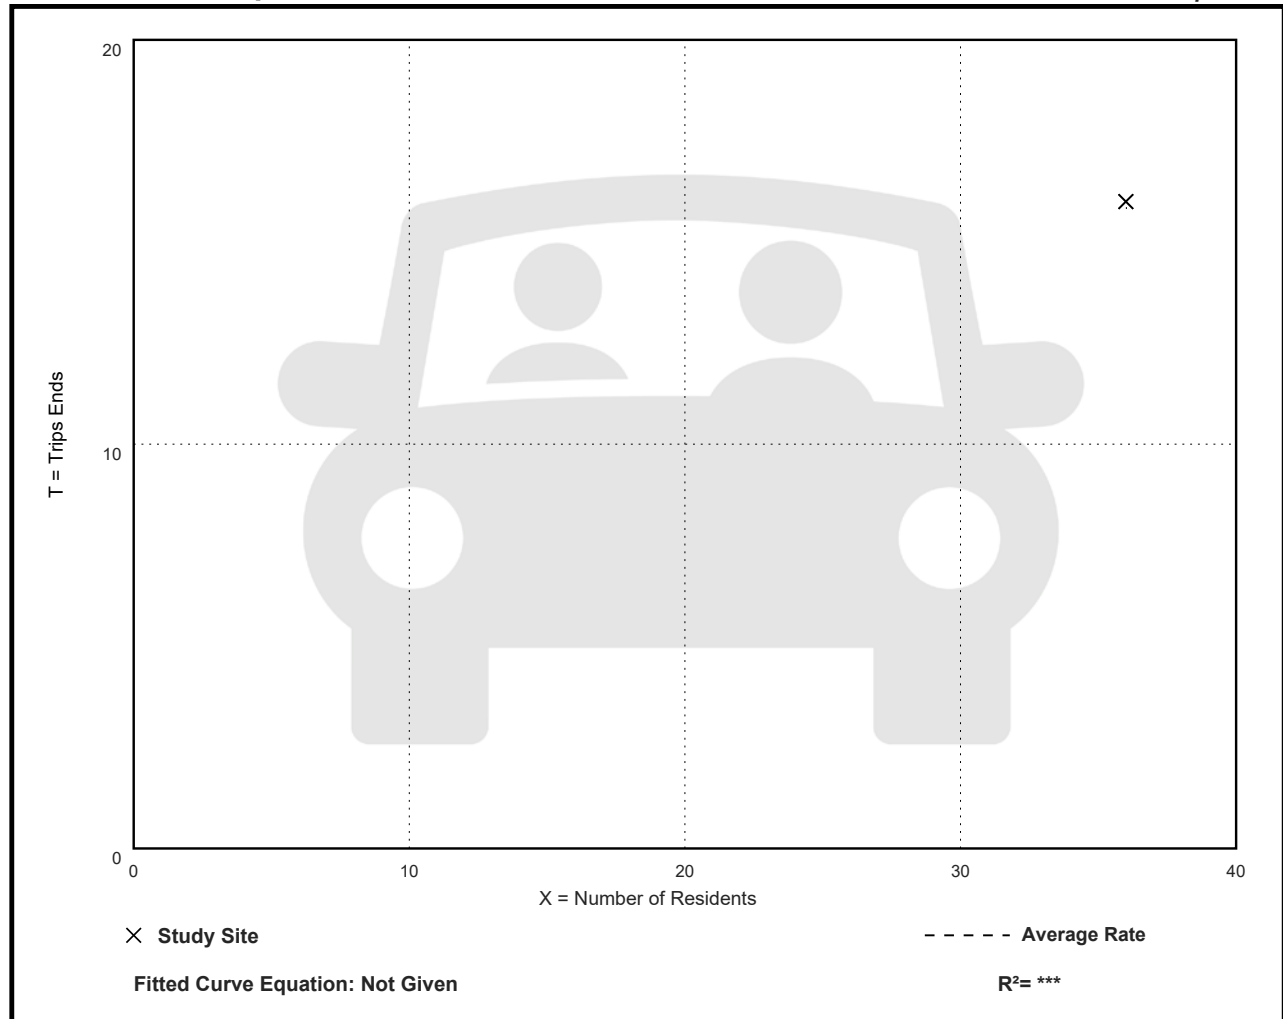 20
10
0
T = Trips Ends
0 10 20 30 40
X = Number of Residents
Study Site
Average Rate
Fitted Curve Equation: Not Given
R²= ***